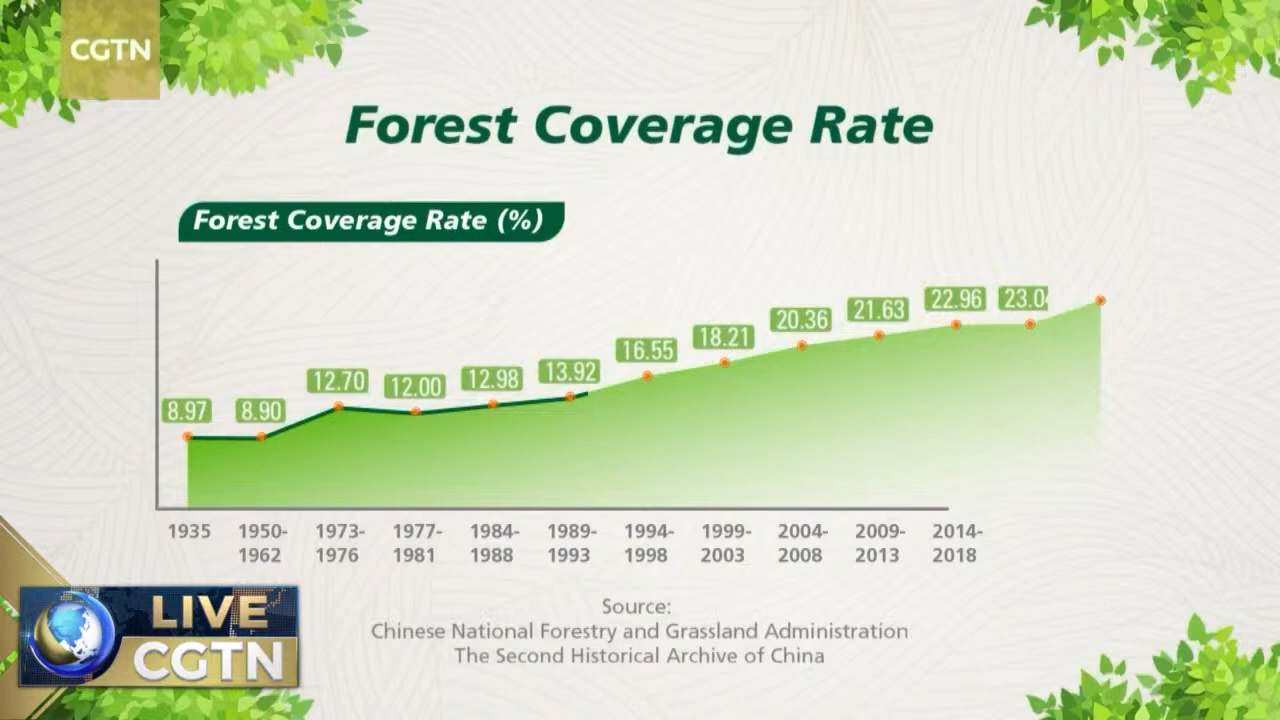 CGTN
Forest Coverage Rate
Forest Coverage Rate (%)
8.97 8.90 12.70 12.00 12.98 13.92 16.55 18.21 20.36 21.63 22.96 23.04
1935 1950- 1973- 1977- 1984- 1989- 1994- 1999- 2004- 2009- 2014-
1962 1976 1981 1988 1993 1998 2003 2008 2013 2018
Source:
Chinese National Forestry and Grassland Administration
The Second Historical Archive of China
LIVE
CGTN